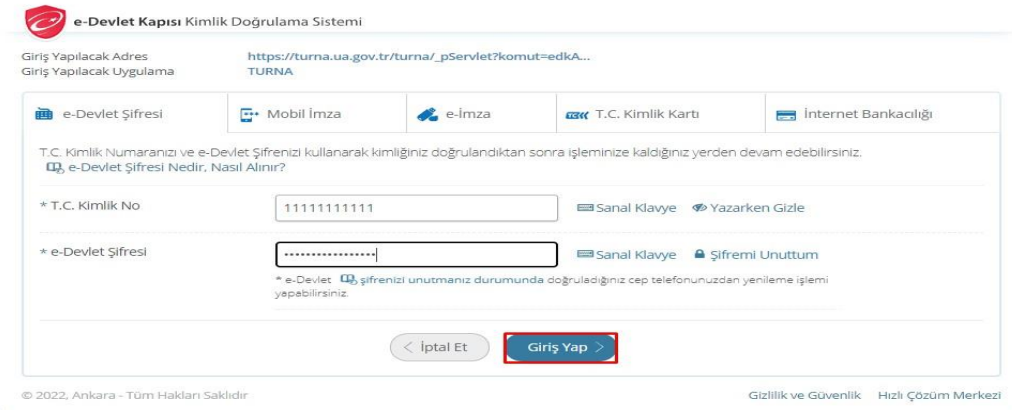 e-Devlet Kapısı Kimlik Doğrulama Sistemi
Giriş Yapılacak Adres https://turna.ua.gov.tr/turna/_pServlet?komut=edkA...
Giriş Yapılacak Uygulama TURNA
e-Devlet Şifresi Mobil İmza e-İmza T.C. Kimlik Kartı İnternet Bankacılığı
T.C. Kimlik Numaranızı ve e-Devlet Şifrenizi kullanarak kimliğiniz doğrulandıktan sonra işleminize kaldığınız yerden devam edebilirsiniz.
e-Devlet Şifresi Nedir, Nasıl Alınır?
* T.C. Kimlik No 11111111111 Sanal Klavye Yazarken Gizle
* e-Devlet Şifresi •••••••••••••••• Sanal Klavye Şifremi Unuttum
* e-Devlet şifrenizi unutmanız durumunda doğruladığınız cep telefonunuzdan yenileme işlemi
yapabilirsiniz.
< İptal Et Giriş Yap >
© 2022, Ankara - Tüm Hakları Saklıdır Gizlilik ve Güvenlik Hızlı Çözüm Merkezi